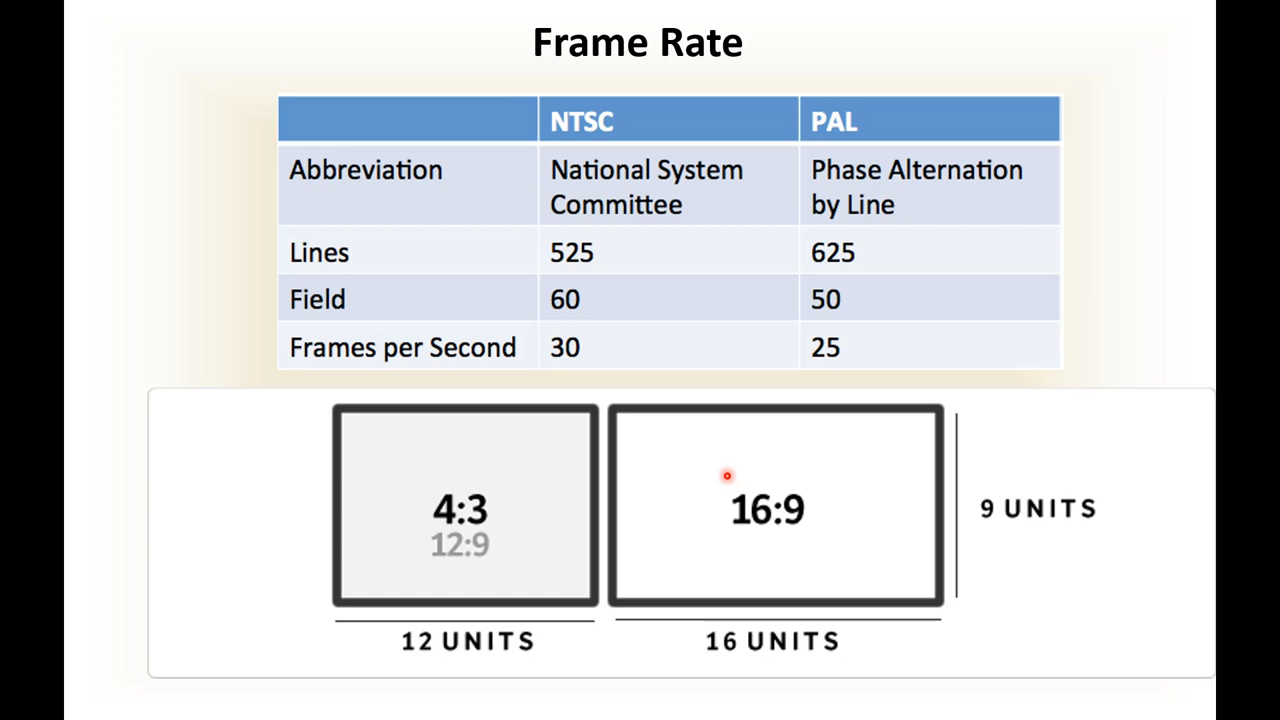 Frame Rate
NTSC PAL
Abbreviation National System Committee Phase Alternation by Line
Lines 525 625
Field 60 50
Frames per Second 30 25
4:3
12:9
16:9
9 UNITS
12 UNITS
16 UNITS